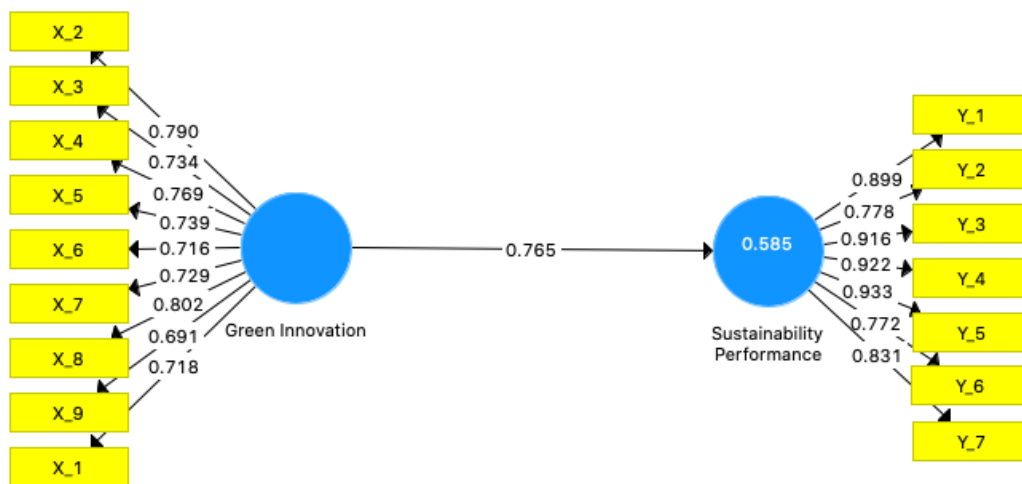 X_2
X_3
X_4
X_5
X_6
X_7
X_8
X_9
X_1
0.790
0.734
0.769
0.739
0.716
0.729
0.802
0.691
0.718
Green Innovation
0.765
0.585
Sustainability
Performance
0.899
0.778
0.916
0.922
0.933
0.772
0.831
Y_1
Y_2
Y_3
Y_4
Y_5
Y_6
Y_7